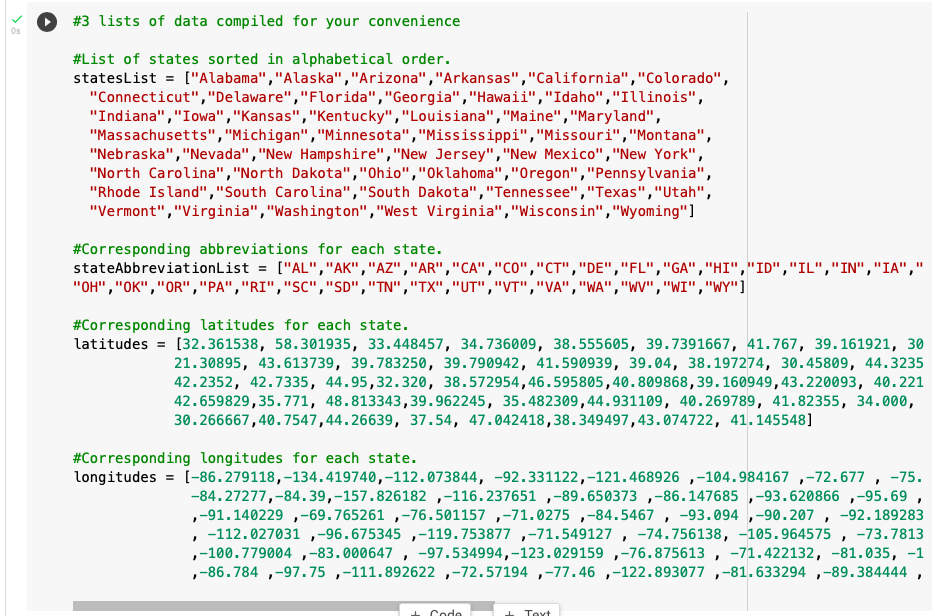 0s
#3 lists of data compiled for your convenience
#List of states sorted in alphabetical order.
statesList = ["Alabama","Alaska","Arizona","Arkansas","California","Colorado",
"Connecticut","Delaware","Florida","Georgia","Hawaii","Idaho","Illinois",
"Indiana","Iowa","Kansas","Kentucky","Louisiana","Maine","Maryland",
"Massachusetts","Michigan","Minnesota","Mississippi","Missouri","Montana",
"Nebraska","Nevada","New Hampshire","New Jersey","New Mexico","New York",
"North Carolina","North Dakota","Ohio","Oklahoma","Oregon","Pennsylvania",
"Rhode Island","South Carolina","South Dakota","Tennessee","Texas","Utah",
"Vermont","Virginia","Washington","West Virginia","Wisconsin","Wyoming"]
#Corresponding abbreviations for each state.
stateAbbreviationList = ["AL","AK","AZ","AR","CA","CO","CT","DE","FL","GA","HI","ID","IL","IN","IA","
"OH","OK","OR","PA","RI","SC","SD","TN","TX","UT","VT","VA","WA","WV","WI","WY"]
#Corresponding latitudes for each state.
latitudes = [32.361538, 58.301935, 33.448457, 34.736009, 38.555605, 39.7391667, 41.767, 39.161921, 30
21.30895, 43.613739, 39.783250, 39.790942, 41.590939, 39.04, 38.197274, 30.45809, 44.3235
42.2352, 42.7335, 44.95,32.320, 38.572954,46.595805,40.809868,39.160949,43.220093, 40.221
42.659829,35.771, 48.813343,39.962245, 35.482309,44.931109, 40.269789, 41.82355, 34.000,
30.266667,40.7547,44.26639, 37.54, 47.042418,38.349497,43.074722, 41.145548]
#Corresponding longitudes for each state.
longitudes = [-86.279118,-134.419740,-112.073844, -92.331122,-121.468926 ,-104.984167 ,-72.677 , -75.
-84.27277,-84.39,-157.826182 ,-116.237651 ,-89.650373 ,-86.147685 ,-93.620866 ,-95.69 ,
,-91.140229 ,-69.765261 ,-76.501157 ,-71.0275 ,-84.5467 , -93.094 ,-90.207 , -92.189283
, -112.027031 ,-96.675345 ,-119.753877 ,-71.549127 , -74.756138, -105.964575 , -73.7813
,-100.779004 ,-83.000647 , -97.534994,-123.029159 ,-76.875613 , -71.422132, -81.035, -1
,-86.784 ,-97.75 ,-111.892622 ,-72.57194 ,-77.46 ,-122.893077 ,-81.633294 ,-89.384444 ,
+ Code + Text